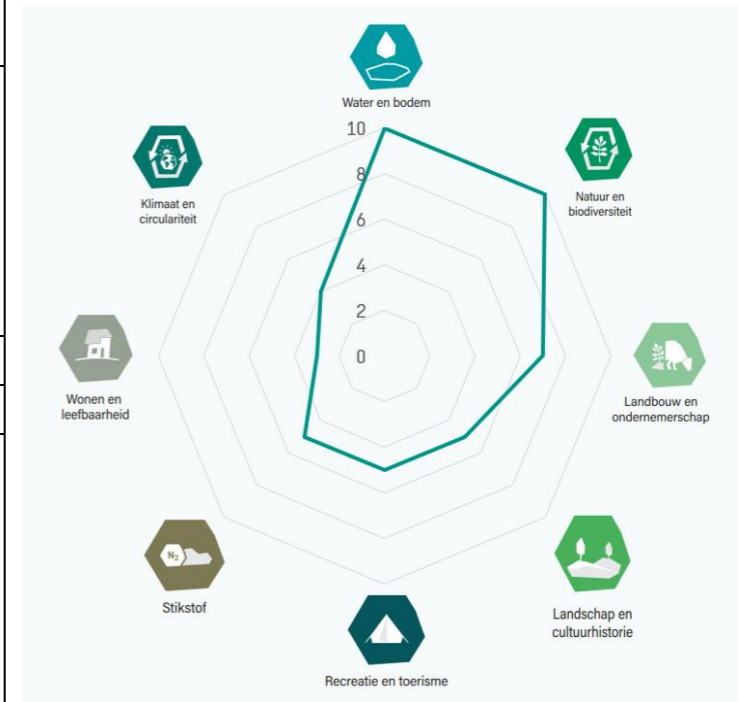 Water en bodem
10
8
6
4
2
0
Natuur en
biodiversiteit
Landbouw en
ondernemerschap
Landschap en
cultuurhistorie
Recreatie en toerisme
N₂
Stikstof
Wonen en
leefbaarheid
Klimaat en
circulariteit